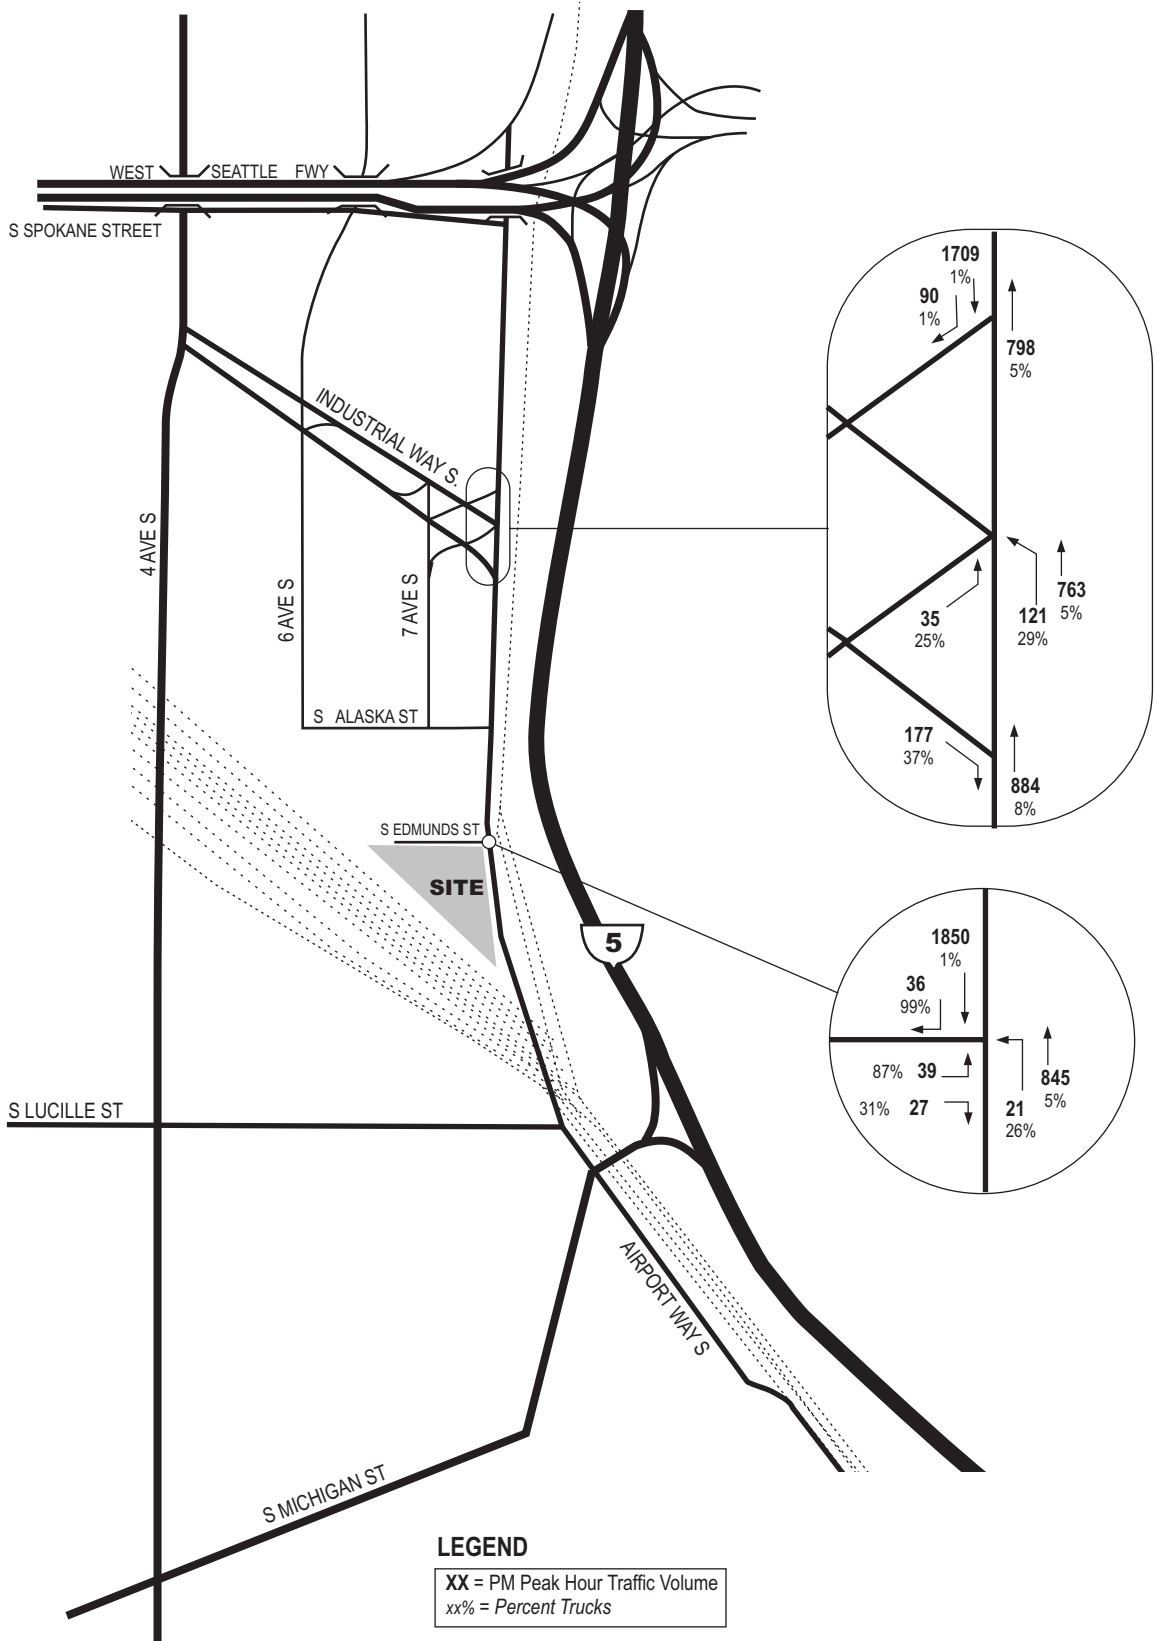 WEST SEATTLE FWY
S SPOKANE STREET
INDUSTRIAL WAY S.
4 AVE S
6 AVE S
7 AVE S
S ALASKA ST
S EDMUNDS ST
SITE
5
S LUCILLE ST
AIRPORT WAY S
S MICHIGAN ST
1709
1%
90
1%
798
5%
35
25%
121
29%
763
5%
177
37%
884
8%
1850
1%
36
99%
87% 39
31% 27
21
26%
845
5%
LEGEND
XX = PM Peak Hour Traffic Volume
xx% = Percent Trucks